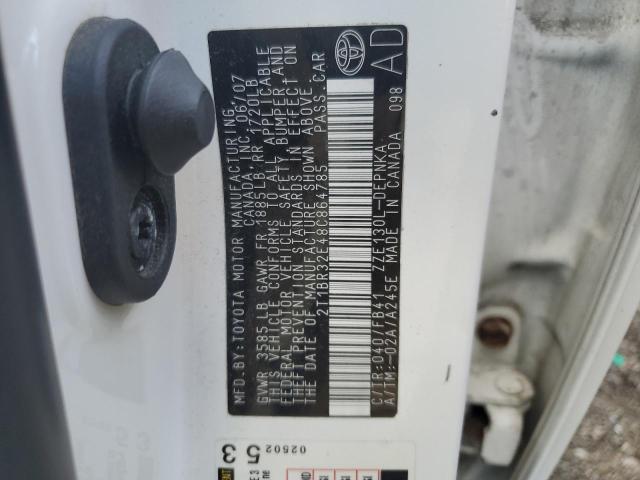 MFD.BY:TOYOTA MOTOR MANUFACTURING
CANADA, INC. 06/07
GVWR 3585LB GAWR FR 1885LB RR 1720LB
THIS VEHICLE CONFORMS TO ALL APPLICABLE
FEDERAL MOTOR VEHICLE SAFETY, BUMPER AND
THEFT PREVENTION STANDARDS IN EFFECT ON
THE DATE OF MANUFACTURE SHOWN ABOVE.
2T1BR32E48C864785 PASS.CAR
C/TR:040/FB41 ZZE130L-DEPNKA
A/TM:-02A/A245E MADE IN CANADA 098
AD
02502
5 3